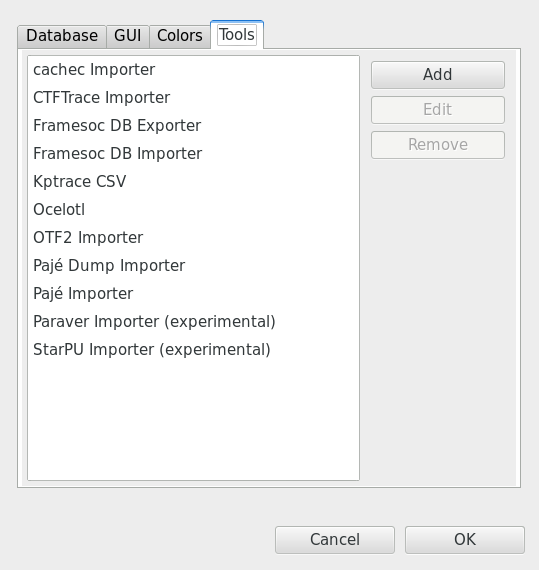 Database GUI Colors Tools
cachec Importer
CTFTrace Importer
Framesoc DB Exporter
Framesoc DB Importer
Kptrace CSV
Ocelotl
OTF2 Importer
Pajé Dump Importer
Pajé Importer
Paraver Importer (experimental)
StarPU Importer (experimental)
Add
Edit
Remove
Cancel OK